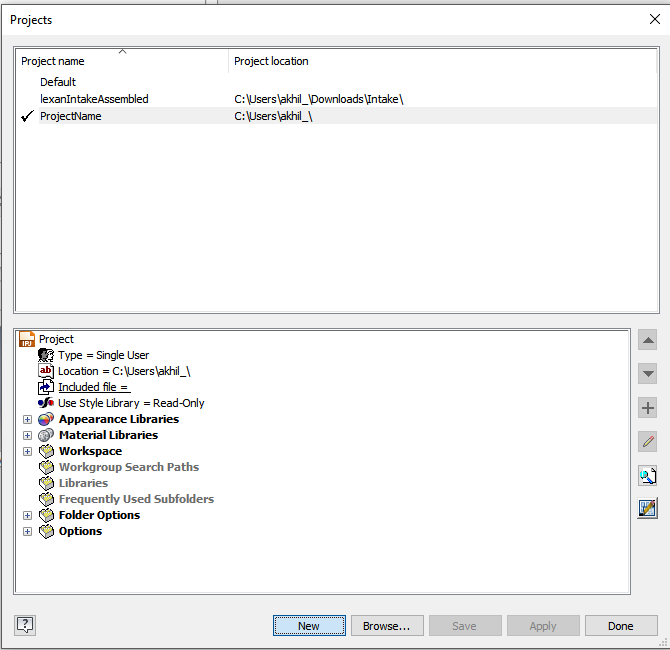 Projects
Project name Project location
Default
lexanIntakeAssembled C:\Users\akhil_\Downloads\Intake\
ProjectName C:\Users\akhil_\
IPJ Project
Type = Single User
ab Location = C:\Users\akhil_\
Included file =
Use Style Library = Read-Only
Appearance Libraries
Material Libraries
Workspace
Workgroup Search Paths
Libraries
Frequently Used Subfolders
Folder Options
Options
? New Browse... Save Apply Done